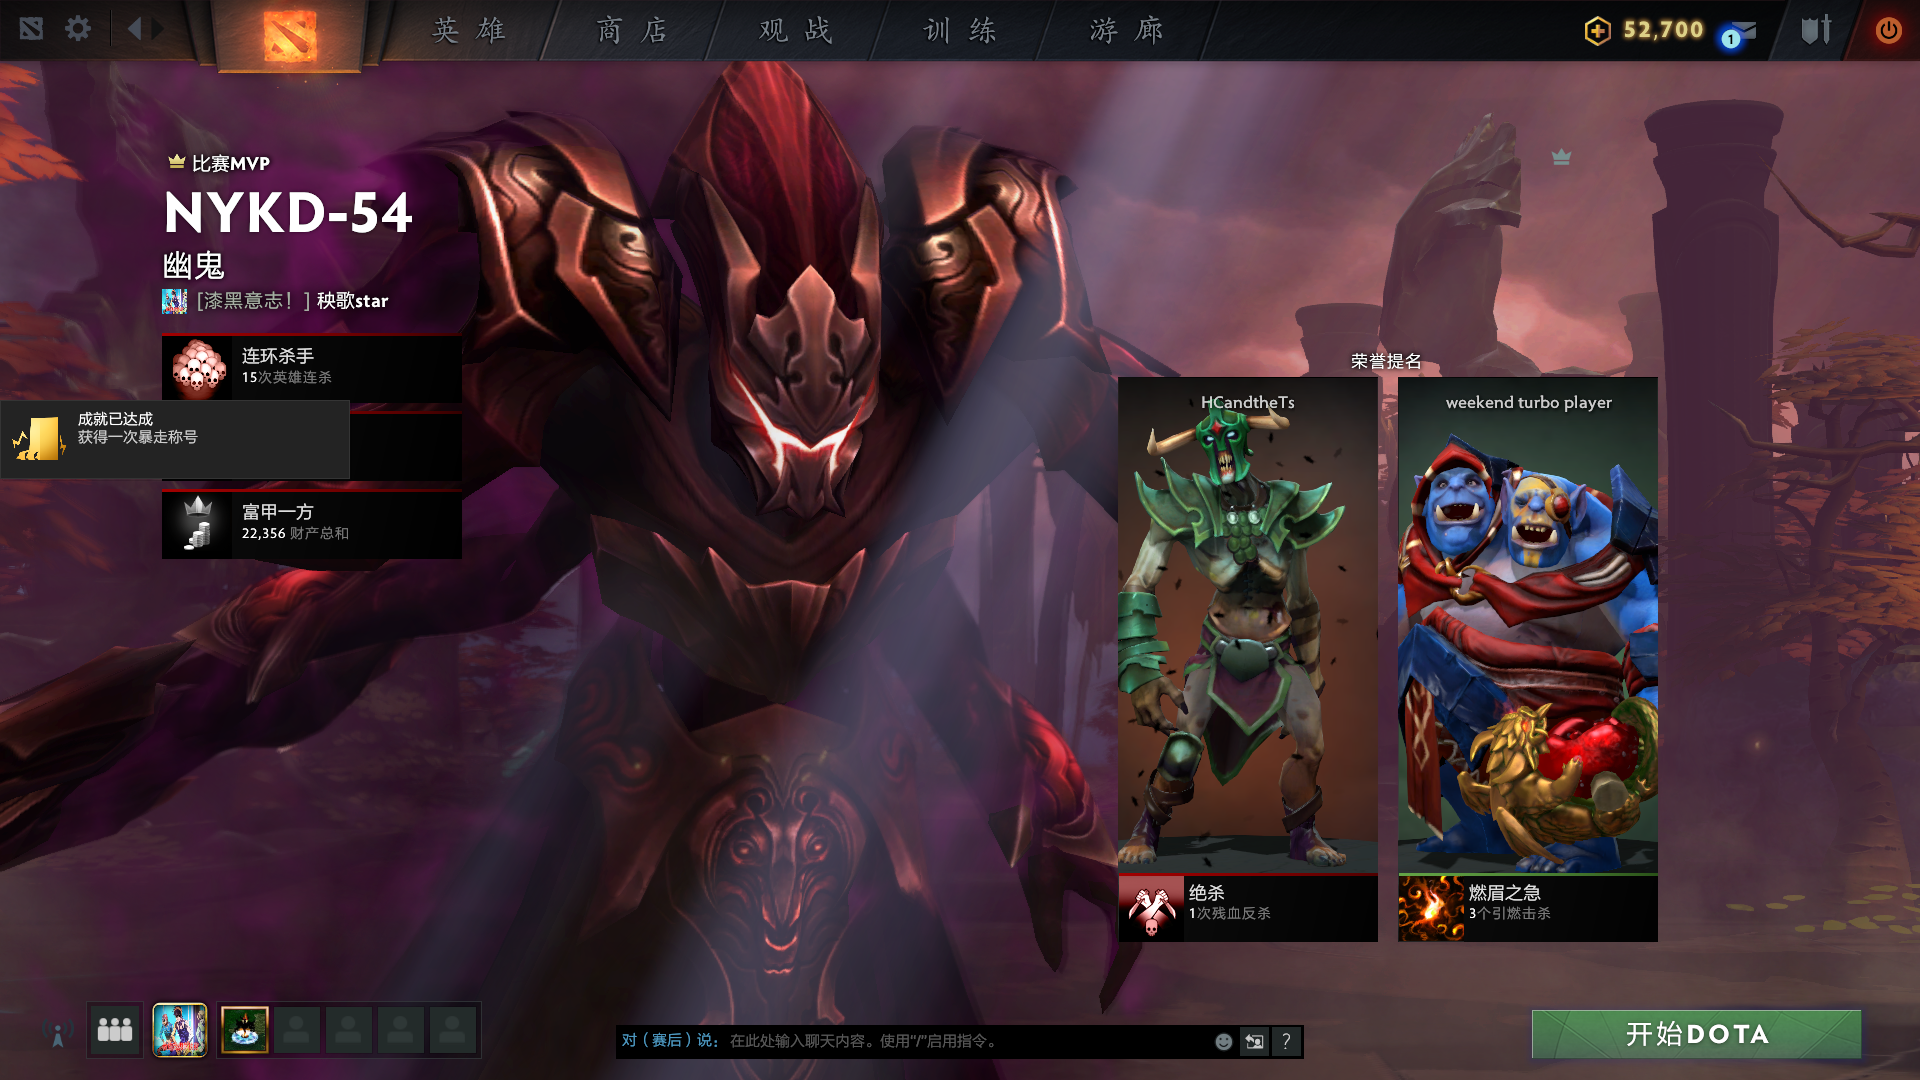 英雄
商店
观战
训练
游廊
52,700
1
比赛MVP
NYKD-54
幽鬼
[漆黑意志！] 秧歌star
连环杀手
15次英雄连杀
成就已达成
获得一次暴走称号
富甲一方
22,356 财产总和
荣誉提名
HCandtheTs
weekend turbo player
绝杀
1次残血反杀
燃眉之急
3个引燃击杀
对（赛后）说： 在此处输入聊天内容。使用“/”启用指令。
?
开始DOTA